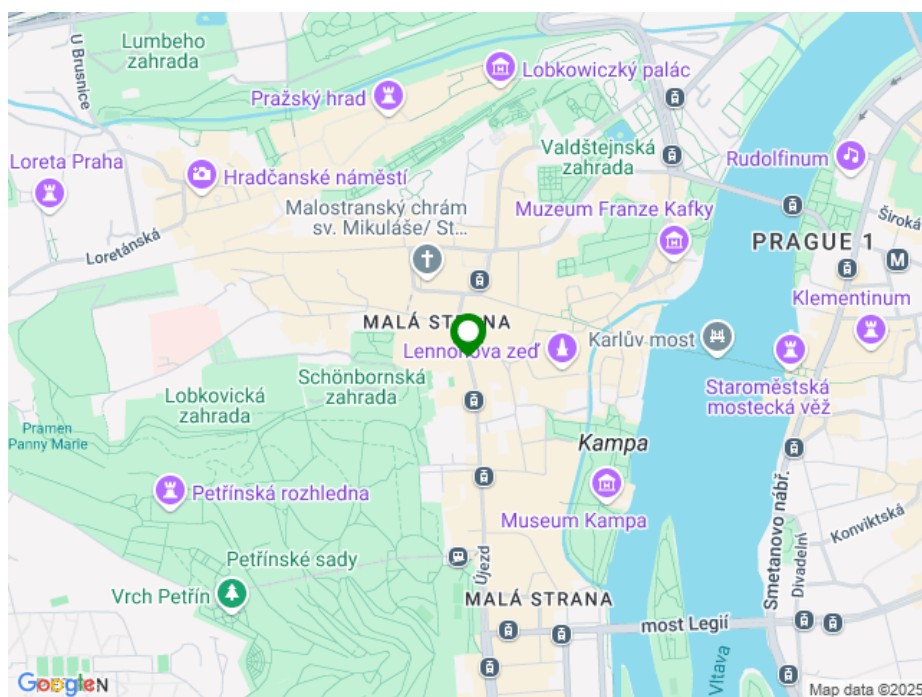 Lumbeho
zahrada
U Brusnice
Lobkowiczký palác
Pražský hrad
Valdštejnská
zahrada
Rudolfinum
Loreta Praha
Hradčanské náměstí
Malostranský chrám
sv. Mikuláše/ St...
Muzeum Franze Kafky
Široká
Loretánská
PRAGUE 1
M
Klementinum
MALÁ STRANA
Lennonova zeď
Karlův most
Schönbornská
zahrada
Lobkovická
zahrada
Staroměstská
mostecká věž
Pramen
Panny Marie
Kampa
Petřínská rozhledna
Museum Kampa
Smetanovo nábř.
Konviktská
Divadelní
Petřínské sady
Újezd
Vrch Petřín
MALÁ STRANA
most Legií
Vltava
Google
Map data ©2025